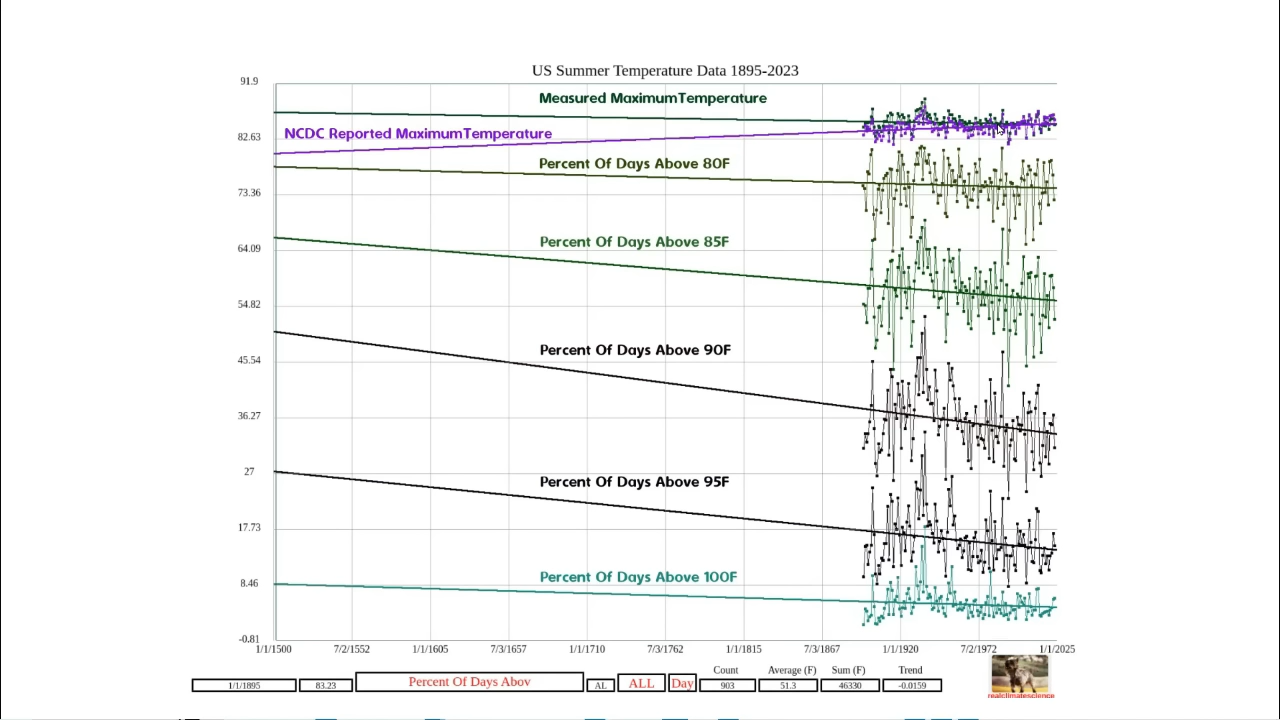 US Summer Temperature Data 1895-2023
91.9
Measured MaximumTemperature
NCDC Reported MaximumTemperature
82.63
Percent Of Days Above 80F
73.36
Percent Of Days Above 85F
64.09
54.82
Percent Of Days Above 90F
45.54
36.27
27
Percent Of Days Above 95F
17.73
Percent Of Days Above 100F
8.46
-0.81
1/1/1500 7/2/1552 1/1/1605 7/3/1657 1/1/1710 7/3/1762 1/1/1815 7/3/1867 1/1/1920 7/2/1972 1/1/2025
Count Average (F) Sum (F) Trend
1/1/1895 83.23 Percent Of Days Abov AL ALL Day 903 51.3 46330 -0.0159
realclimatescience